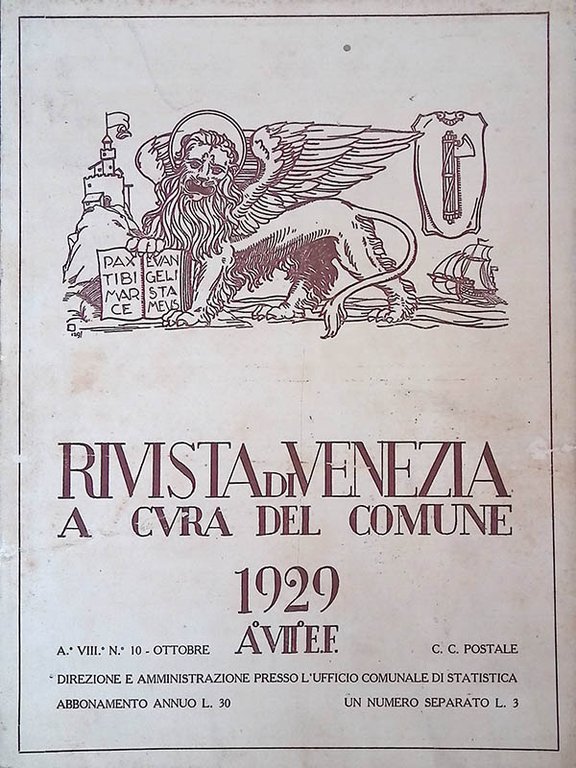 PAX
TIBI
MAR
CE
EVAN
GELI
STA
MEVS
RIVISTA DI VENEZIA
A CVRA DEL COMUNE
1929
A° VII° E.F.
A.° VIII.° N.° 10 - OTTOBRE
C. C. POSTALE
DIREZIONE E AMMINISTRAZIONE PRESSO L'UFFICIO COMUNALE DI STATISTICA
ABBONAMENTO ANNUO L. 30
UN NUMERO SEPARATO L. 3